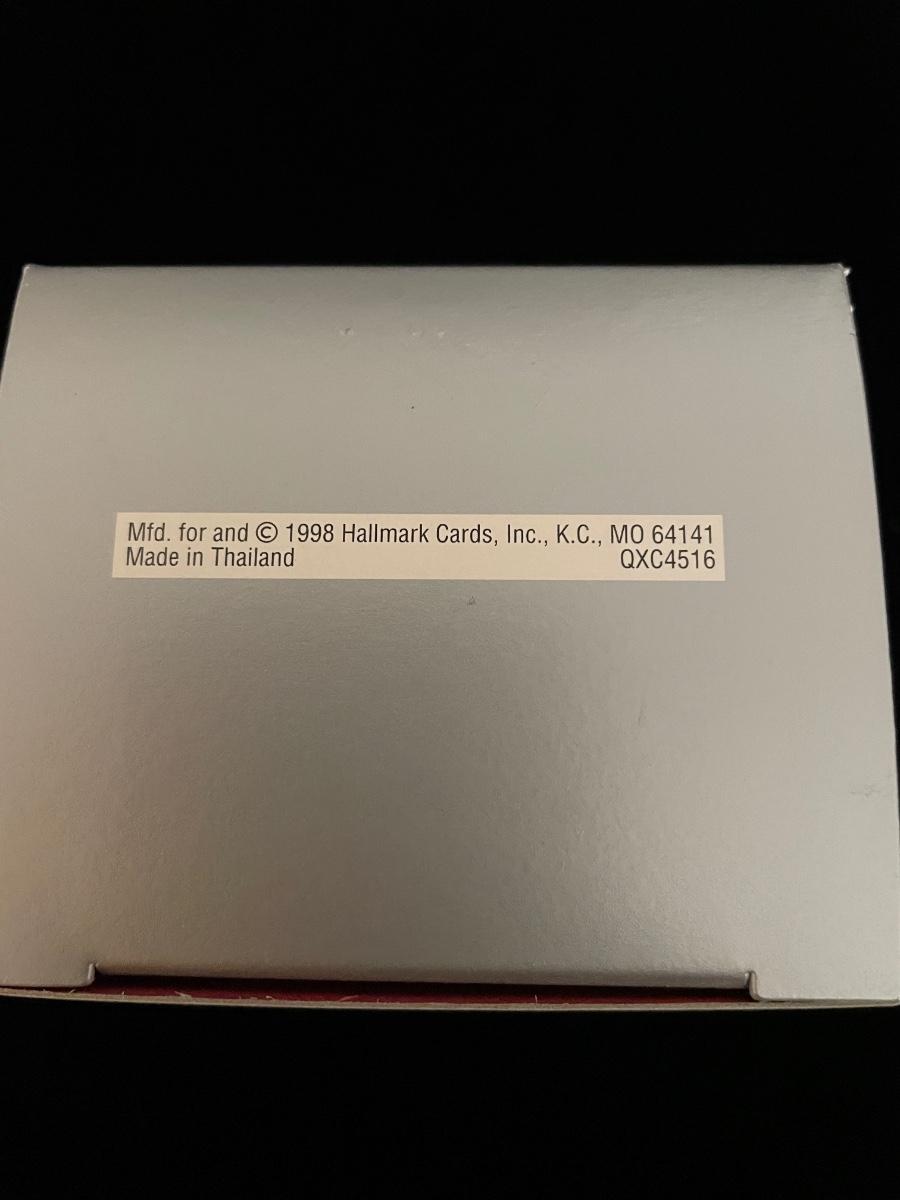 Mfd. for and © 1998 Hallmark Cards, Inc., K.C., MO 64141
Made in Thailand QXC4516